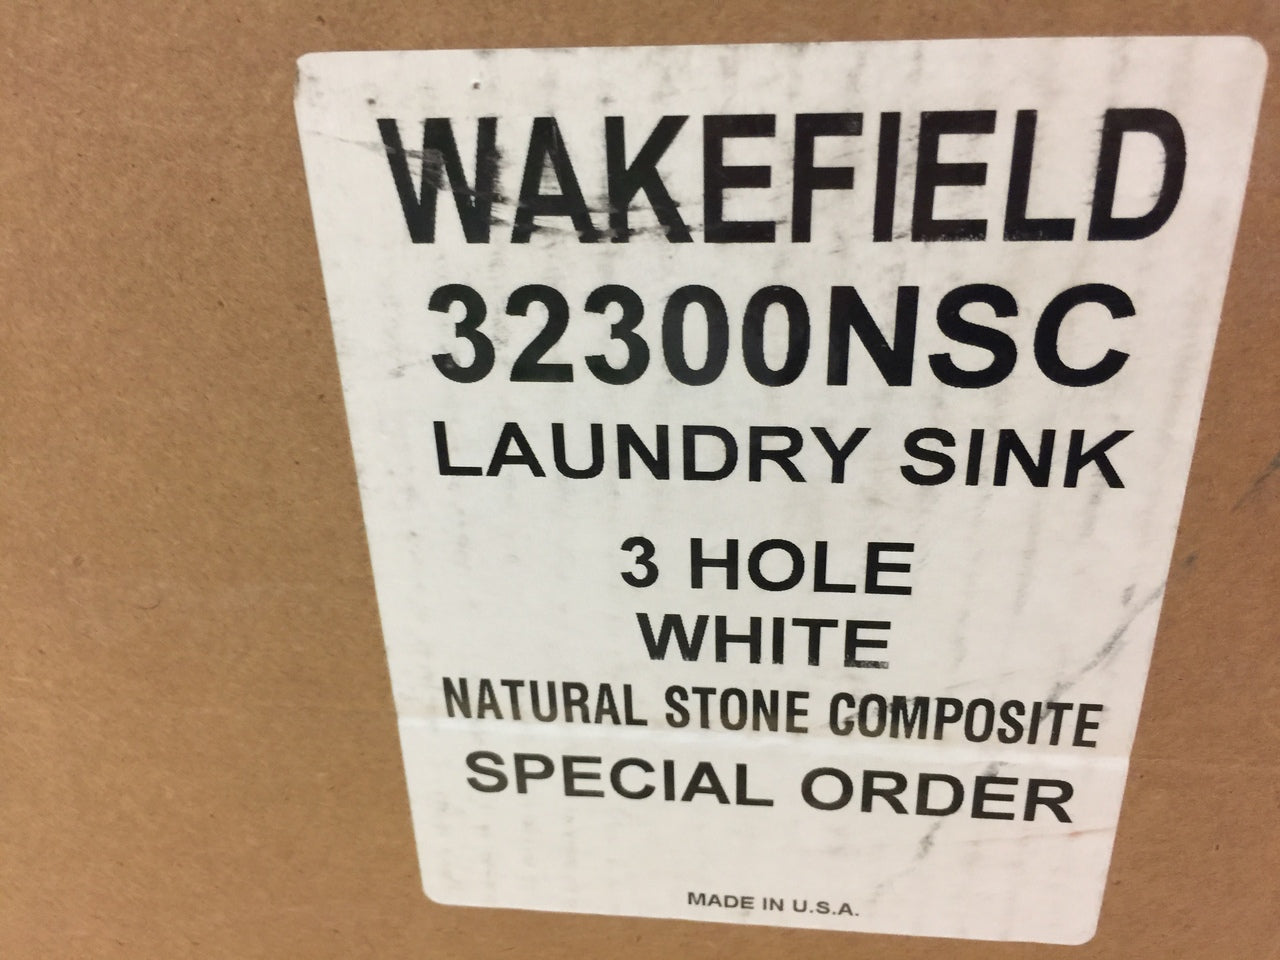 WAKEFIELD
32300NSC
LAUNDRY SINK
3 HOLE
WHITE
NATURAL STONE COMPOSITE
SPECIAL ORDER
MADE IN U.S.A.